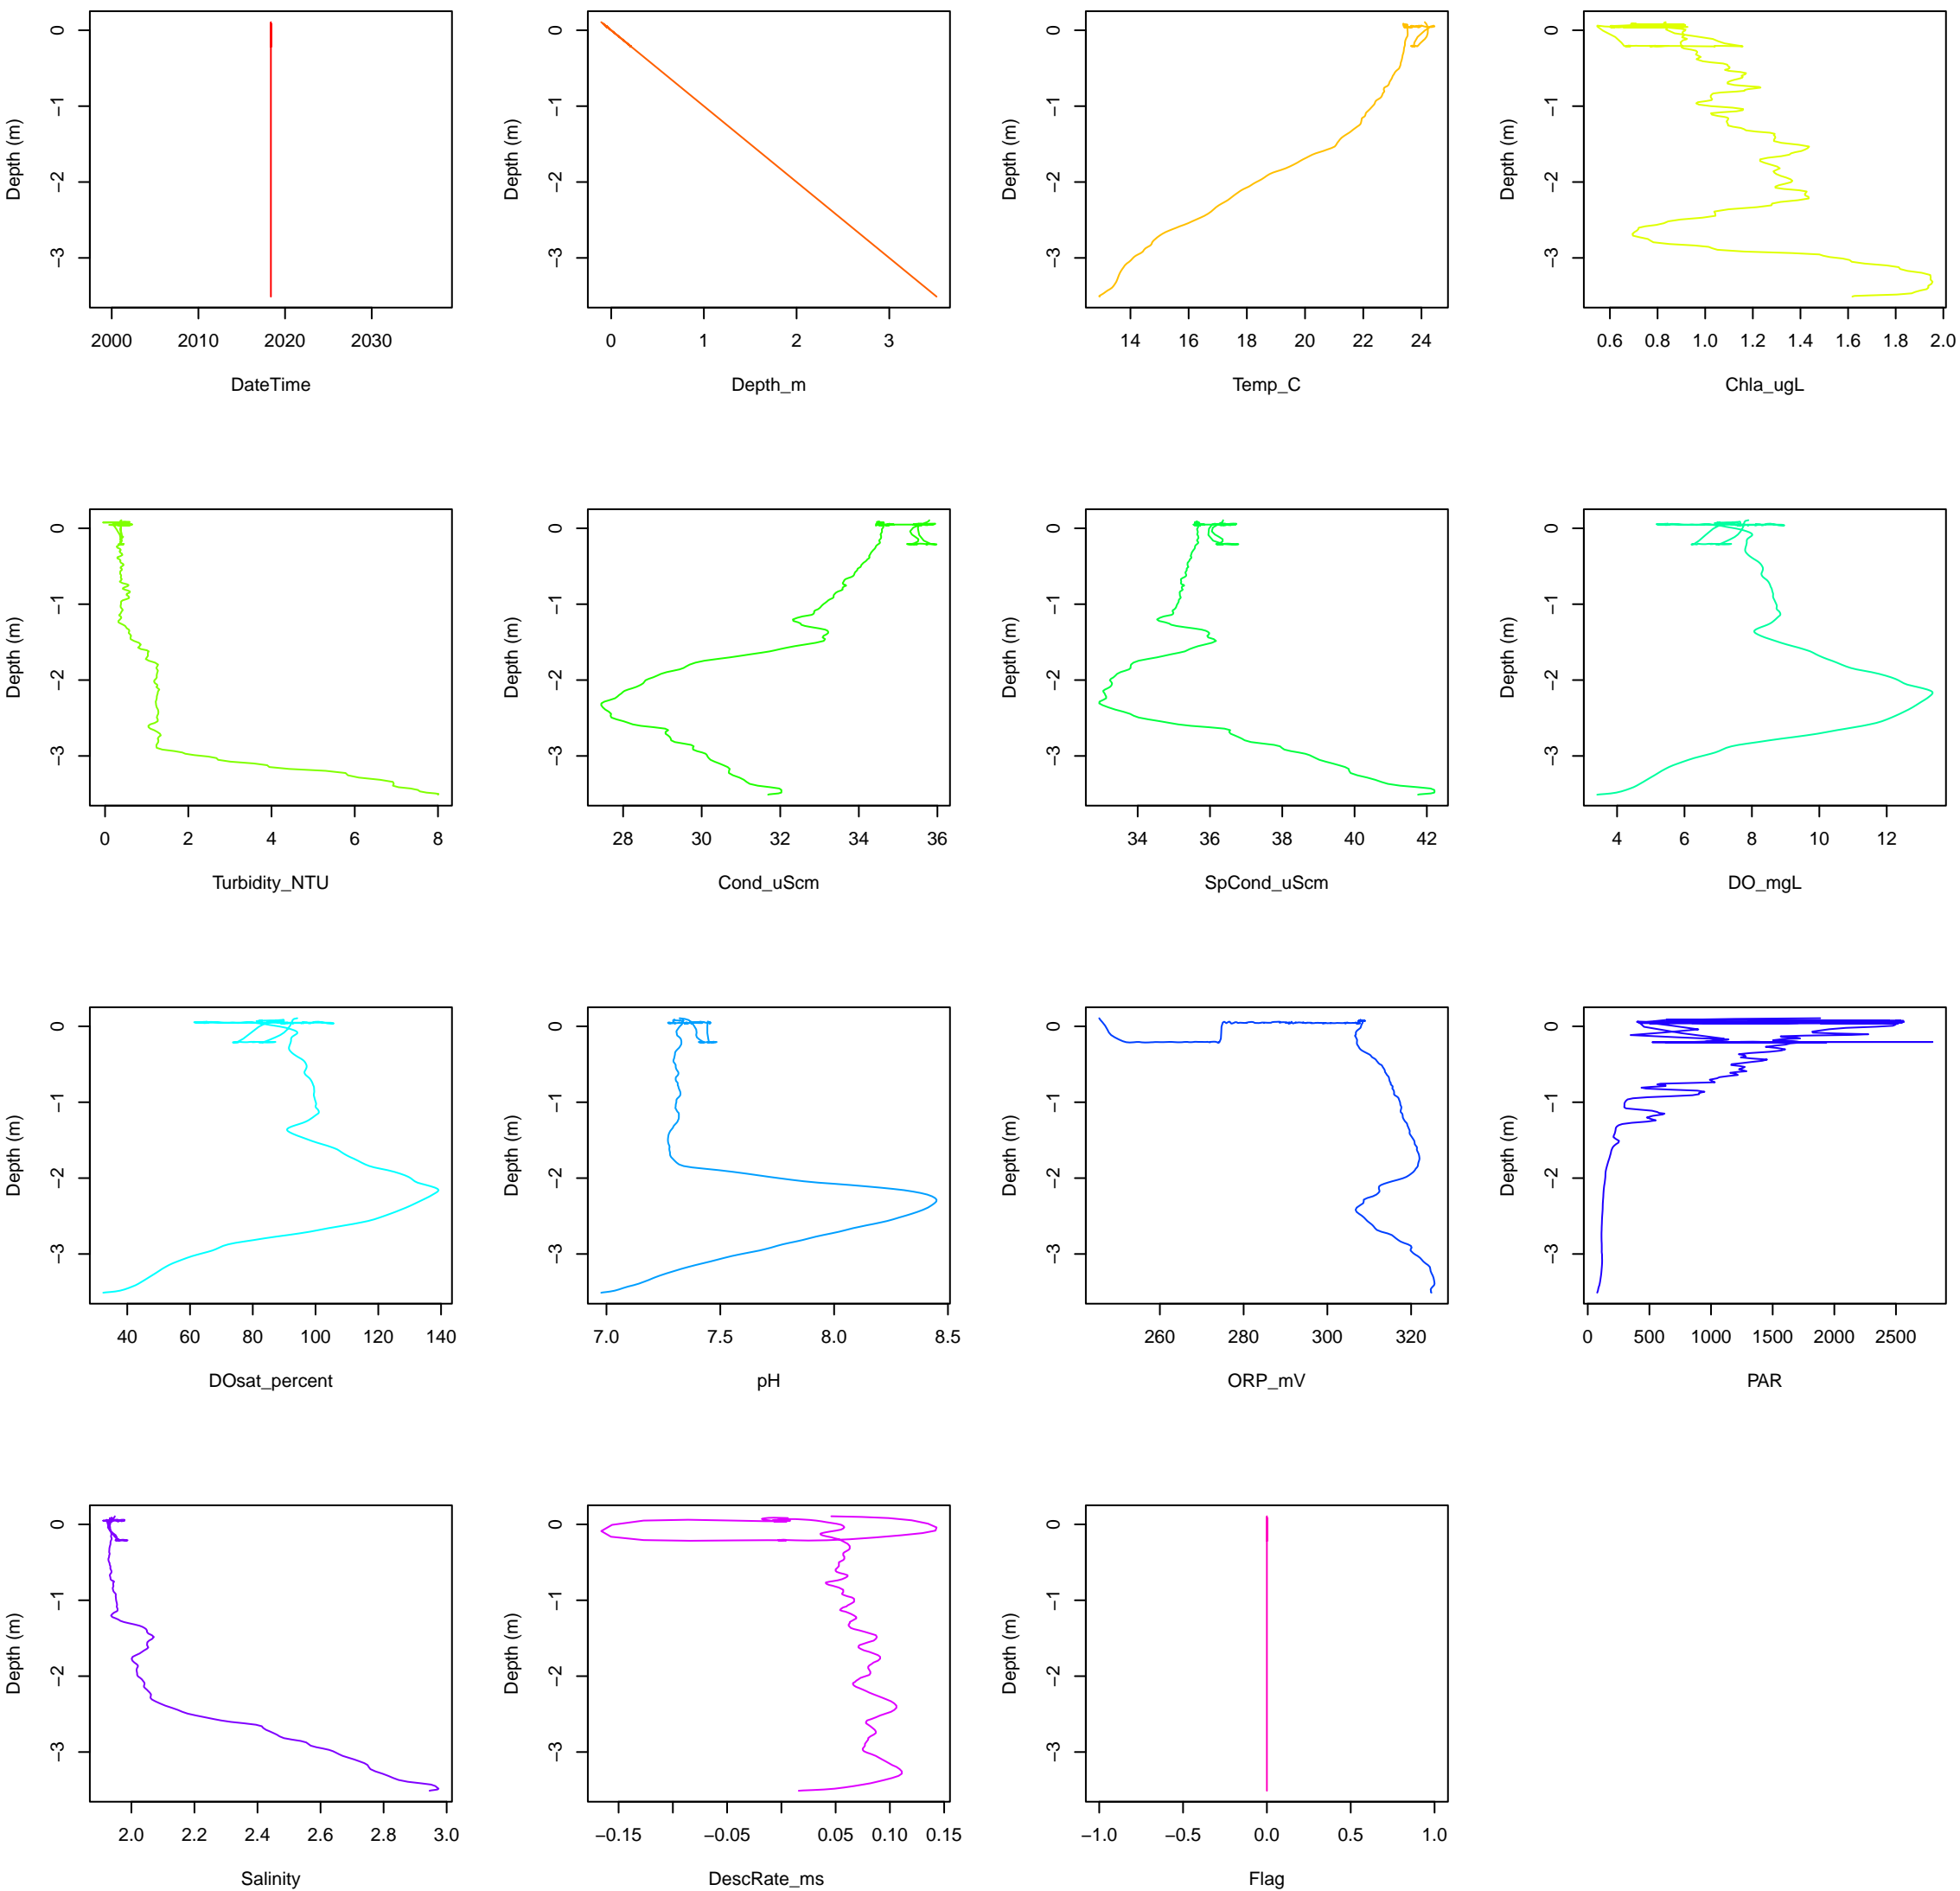 Depth (m)
0
−1
−2
−3
2000 2010 2020 2030
DateTime
Depth (m)
0
−1
−2
−3
0 1 2 3
Depth_m
Depth (m)
0
−1
−2
−3
14 16 18 20 22 24
Temp_C
Depth (m)
0
−1
−2
−3
0.6 0.8 1.0 1.2 1.4 1.6 1.8 2.0
Chla_ugL
Depth (m)
0
−1
−2
−3
0 2 4 6 8
Turbidity_NTU
Depth (m)
0
−1
−2
−3
28 30 32 34 36
Cond_uScm
Depth (m)
0
−1
−2
−3
34 36 38 40 42
SpCond_uScm
Depth (m)
0
−1
−2
−3
4 6 8 10 12
DO_mgL
Depth (m)
0
−1
−2
−3
40 60 80 100 120 140
DOsat_percent
Depth (m)
0
−1
−2
−3
7.0 7.5 8.0 8.5
pH
Depth (m)
0
−1
−2
−3
260 280 300 320
ORP_mV
Depth (m)
0
−1
−2
−3
0 500 1000 1500 2000 2500
PAR
Depth (m)
0
−1
−2
−3
2.0 2.2 2.4 2.6 2.8 3.0
Salinity
Depth (m)
0
−1
−2
−3
−0.15 −0.05 0.05 0.10 0.15
DescRate_ms
Depth (m)
0
−1
−2
−3
−1.0 −0.5 0.0 0.5 1.0
Flag